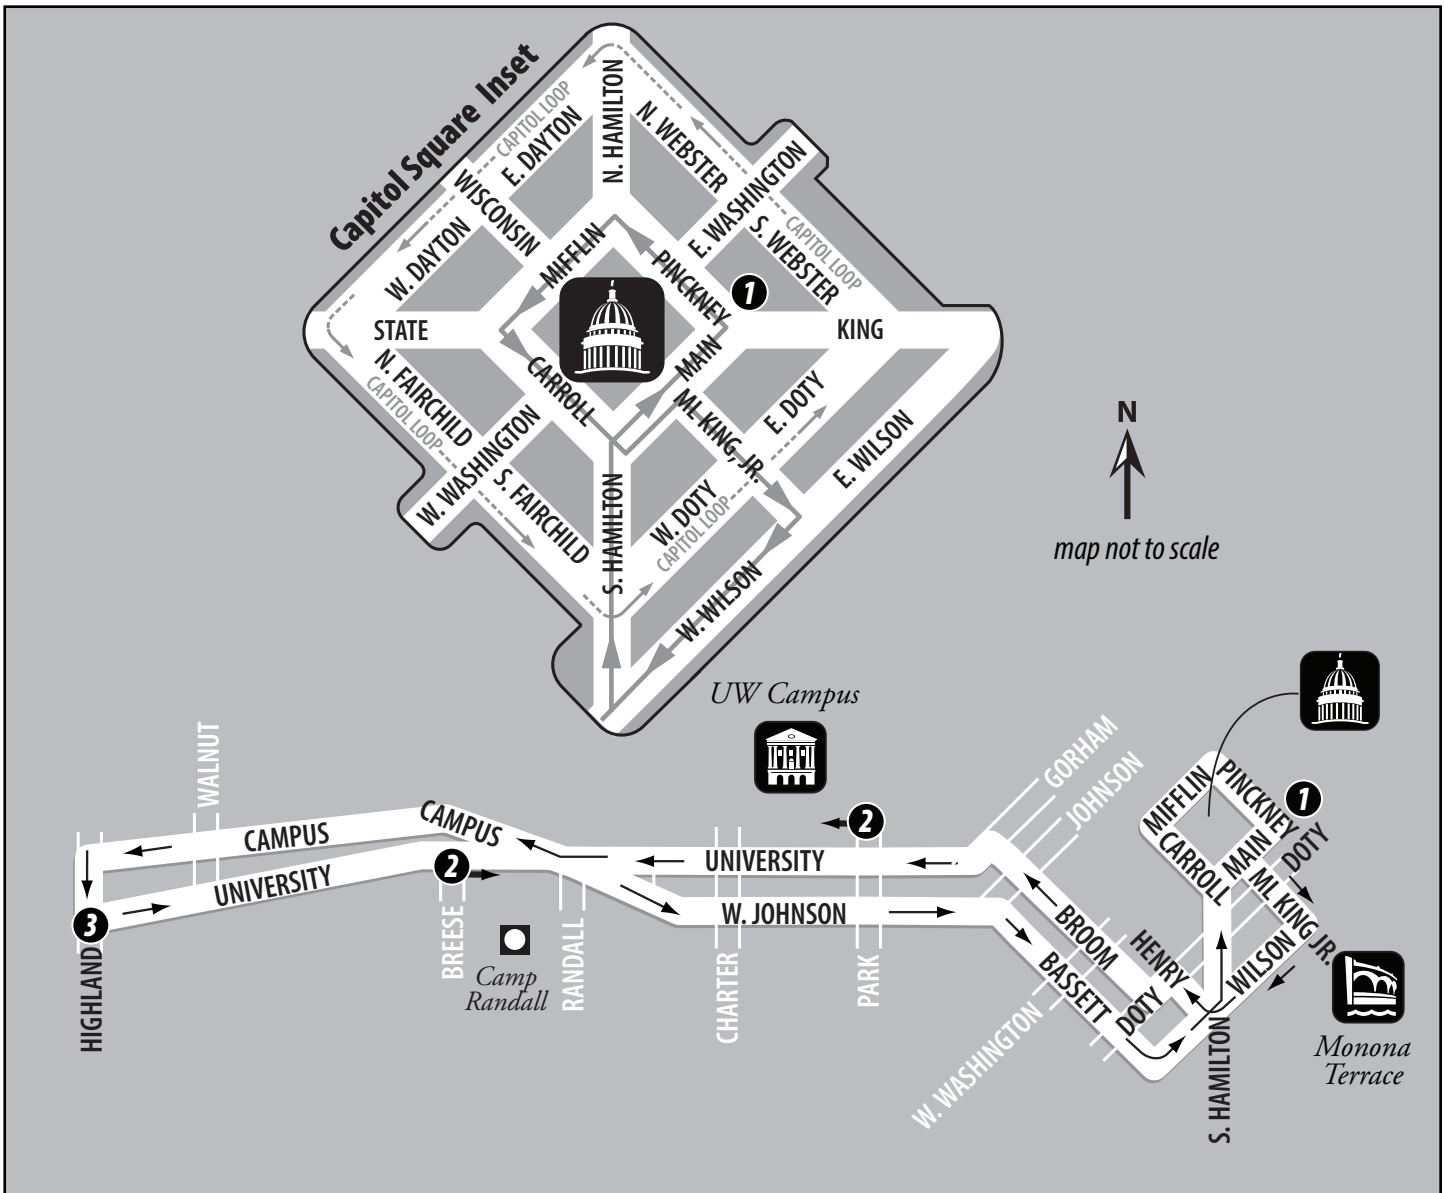 Capitol Square Inset
CAPITOL LOOP
E. DAYTON
N. HAMILTON
N. WEBSTER
E. WASHINGTON
WISCONSIN
W. DAYTON
MIFFLIN
PINCKNEY
S. WEBSTER
CAPITOL LOOP
1
STATE
KING
N. FAIRCHILD
CAPITOL LOOP
CARROLL
MAIN
ML KING, JR.
E. DOTY
W. WASHINGTON
S. FAIRCHILD
S. HAMILTON
W. DOTY
CAPITOL LOOP
E. WILSON
W. WILSON
N
map not to scale
UW Campus
WALNUT
CAMPUS
CAMPUS
UNIVERSITY
UNIVERSITY
2
2
3
HIGHLAND
BREESE
Camp
Randall
RANDALL
W. JOHNSON
CHARTER
PARK
GORHAM
JOHNSON
BROOM
BASSETT
W. WASHINGTON
DOTY
HENRY
MIFFLIN
PINCKNEY
1
CARROLL
MAIN
DOTY
ML KING JR.
WILSON
S. HAMILTON
Monona
Terrace